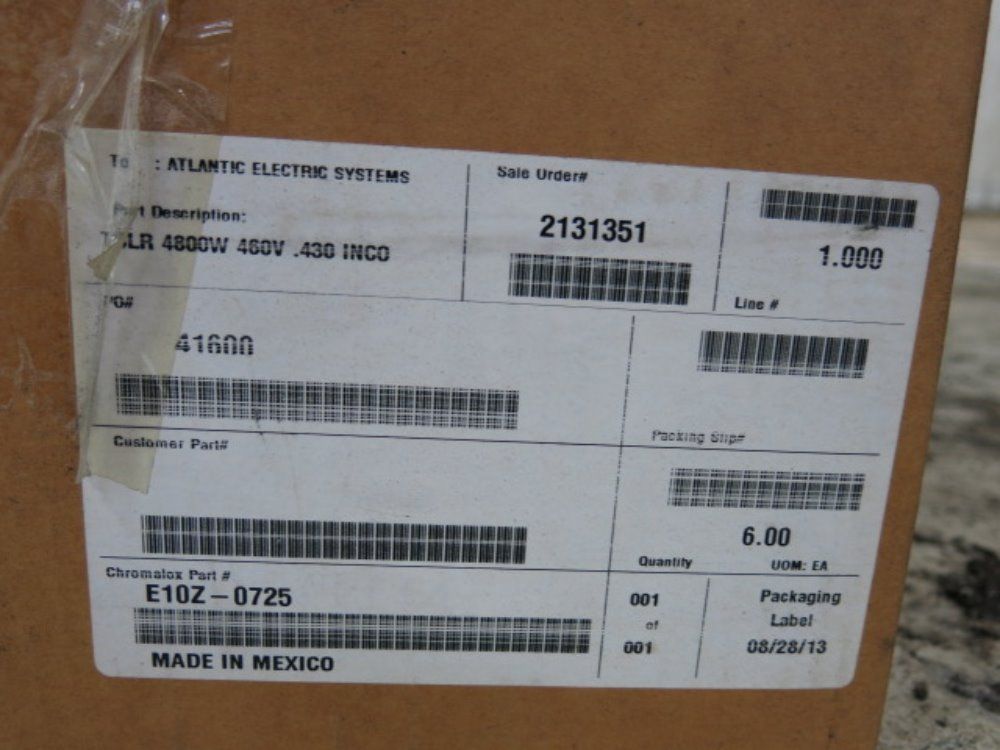 To : ATLANTIC ELECTRIC SYSTEMS
Part Description:
4800W 460V .430 INCO
Sale Order#
2131351
1.000
Line #
PO#
41600
Packing Slip#
Customer Part#
6.00
Quantity UOM: EA
Chromalox Part #
E10Z-0725
MADE IN MEXICO
001
of
001
Packaging
Label
08/28/13